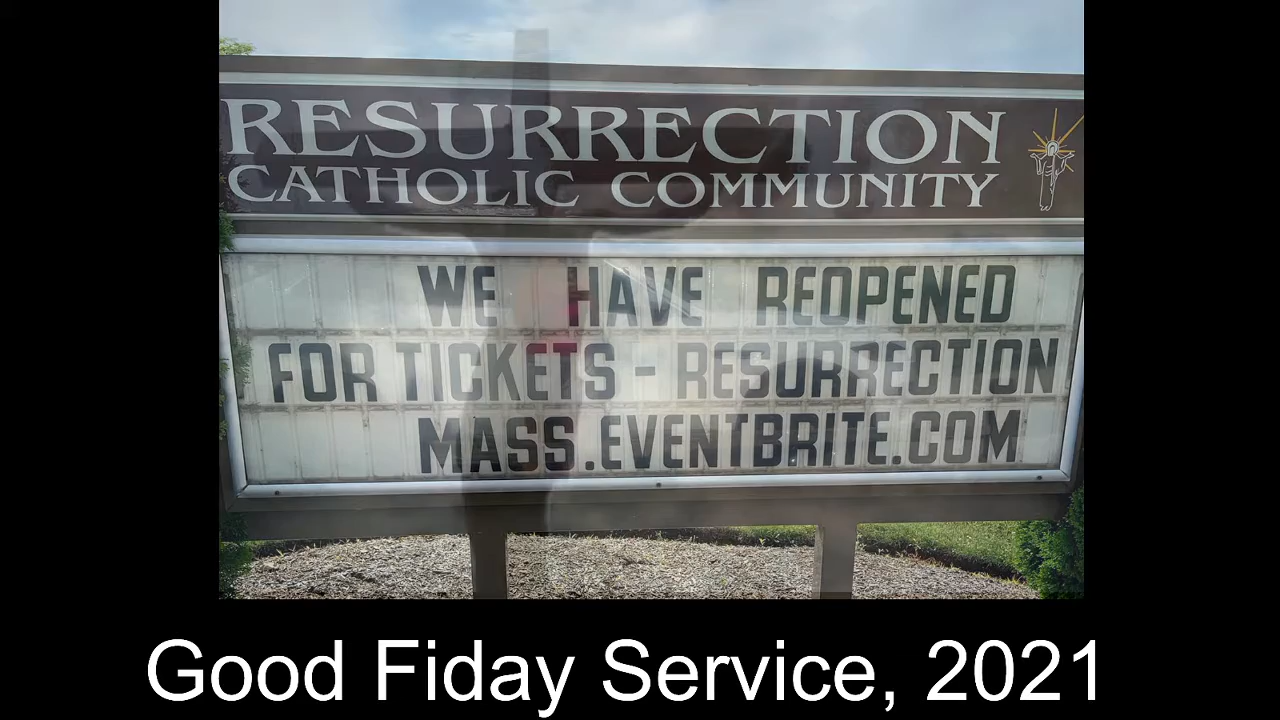 RESURRECTION
CATHOLIC COMMUNITY
WE HAVE REOPENED
FOR TICKETS - RESURRECTION
MASS.EVENTBRITE.COM
Good Fiday Service, 2021